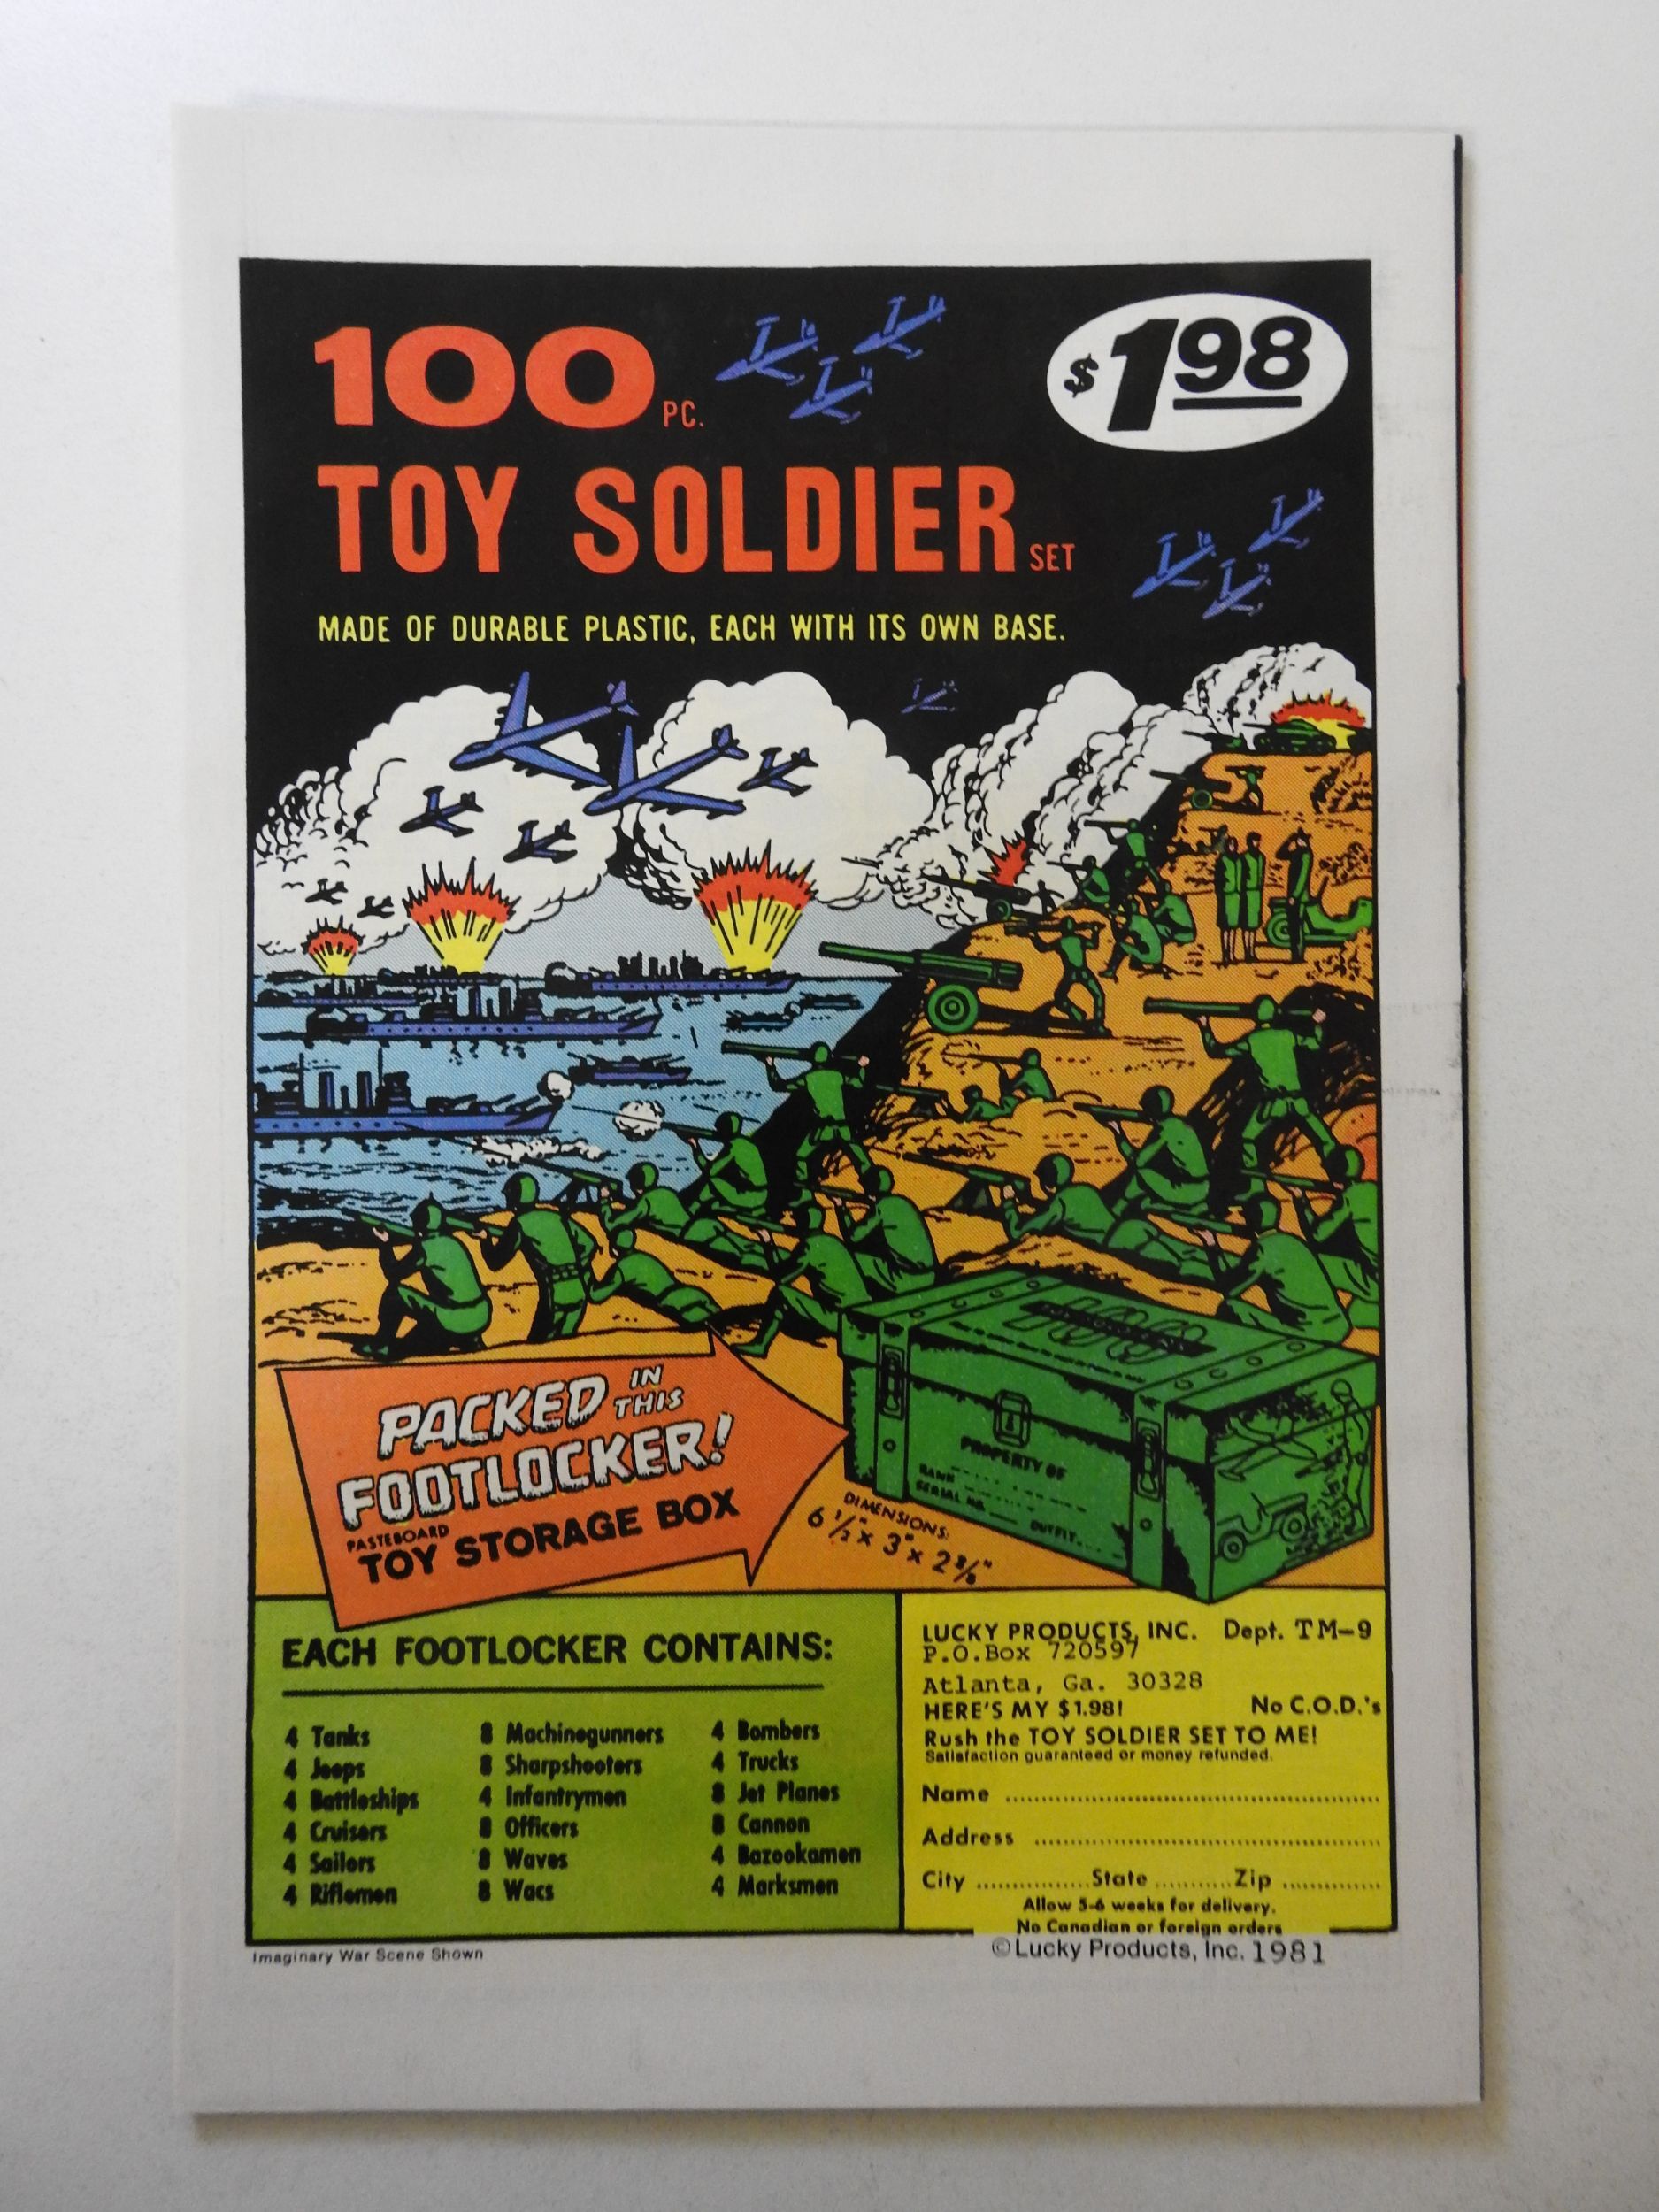 100 PC.
$1.98
TOY SOLDIER SET
MADE OF DURABLE PLASTIC, EACH WITH ITS OWN BASE.
PACKED IN THIS
FOOTLOCKER!
PASTEBOARD
TOY STORAGE BOX
PROPERTY OF
RANK
SERIAL NO.
OUTFIT
DIMENSIONS:
6 1/2" x 3" x 2 3/8"
EACH FOOTLOCKER CONTAINS:
4 Tanks
4 Jeeps
4 Battleships
4 Cruisers
4 Sailors
4 Riflemen
8 Machinegunners
8 Sharpshooters
4 Infantrymen
8 Officers
8 Waves
8 Wacs
4 Bombers
4 Trucks
8 Jet Planes
8 Cannon
4 Bazookamen
4 Marksmen
LUCKY PRODUCTS, INC. Dept. TM-9
P.O.Box 720597
Atlanta, Ga. 30328
HERE'S MY $1.98! No C.O.D.'s
Rush the TOY SOLDIER SET TO ME!
Satisfaction guaranteed or money refunded.
Name
Address
City State Zip
Allow 5-6 weeks for delivery.
No Canadian or foreign orders
Imaginary War Scene Shown
©Lucky Products, Inc. 1981